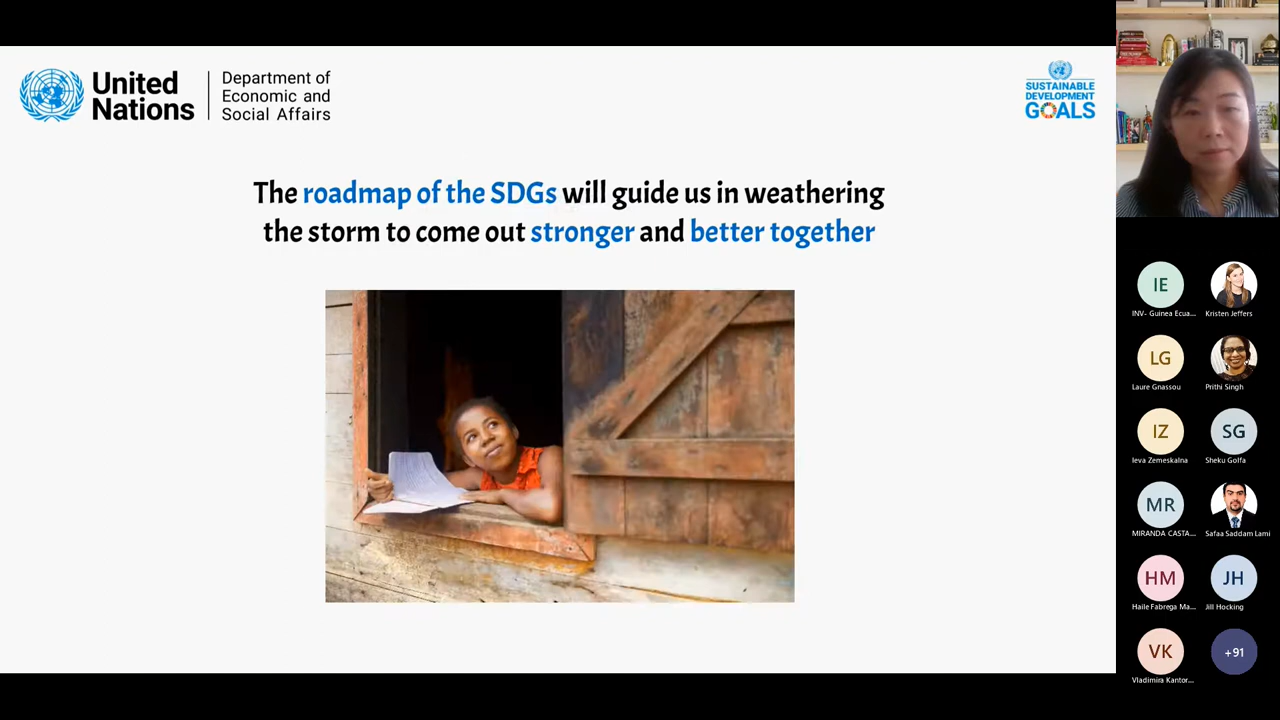 United
Nations
Department of
Economic and
Social Affairs
SUSTAINABLE
DEVELOPMENT
GOALS
The roadmap of the SDGs will guide us in weathering
the storm to come out stronger and better together
IE
INV- Guinea Ecua...
Kristen Jeffers
LG
Laure Gnassou
Prithi Singh
IZ
Ieva Zemeskalna
SG
Sheku Golfa
MR
MIRANDA CASTA...
Safaa Saddam Lami
HM
Haile Fabrega Ma...
JH
Jill Hocking
VK
Vladimira Kantor...
+91